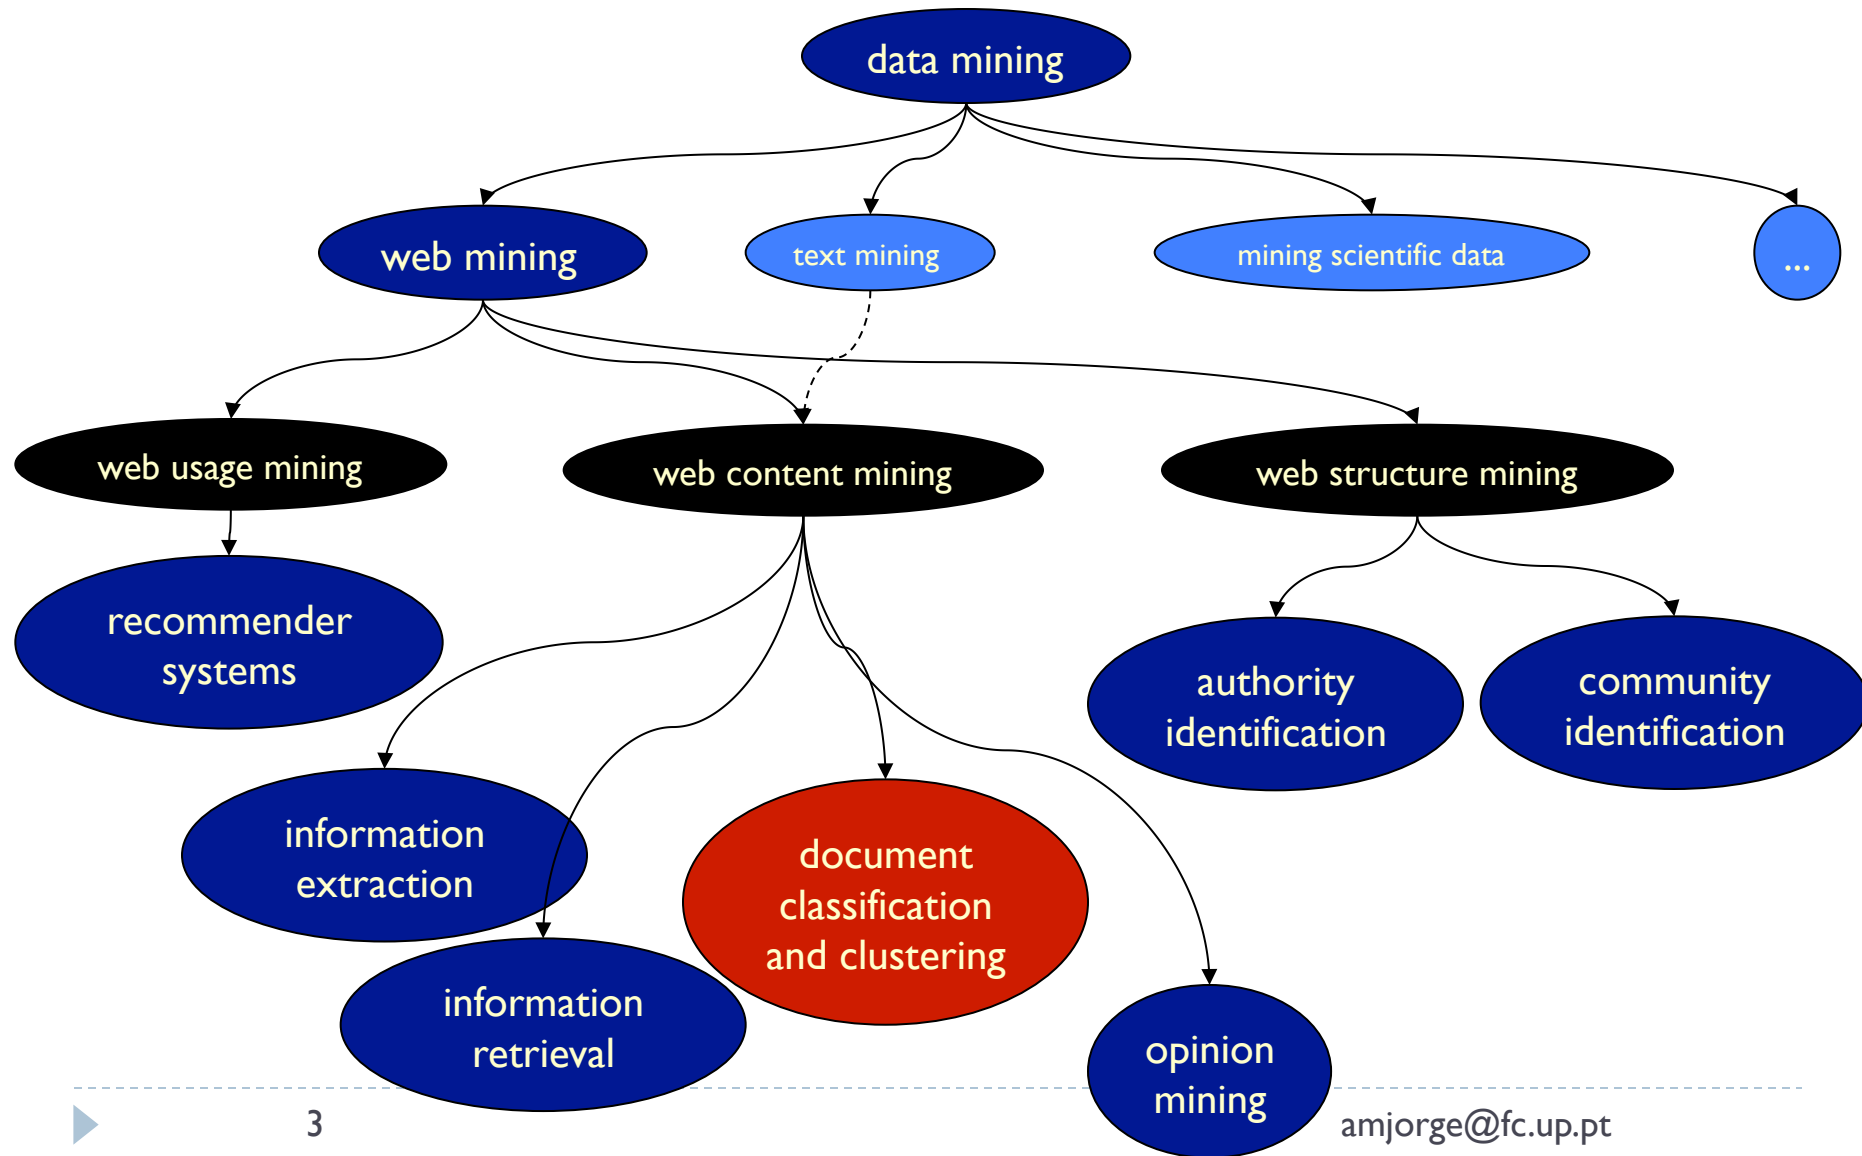 data mining
web mining
text mining
mining scientific data
...
web usage mining
web content mining
web structure mining
recommender
systems
authority
identification
community
identification
information
extraction
document
classification
and clustering
information
retrieval
opinion
mining
3
amjorge@fc.up.pt